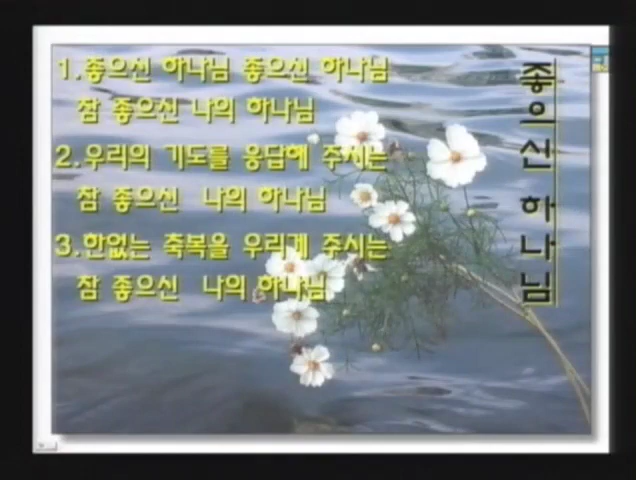 1.좋으신 하나님 좋으신 하나님
참 좋으신 나의 하나님
2.우리의 기도를 응답해 주시는
참 좋으신 나의 하나님
3.한없는 축복을 우리게 주시는
참 좋으신 나의 하나님
좋으신 하나님